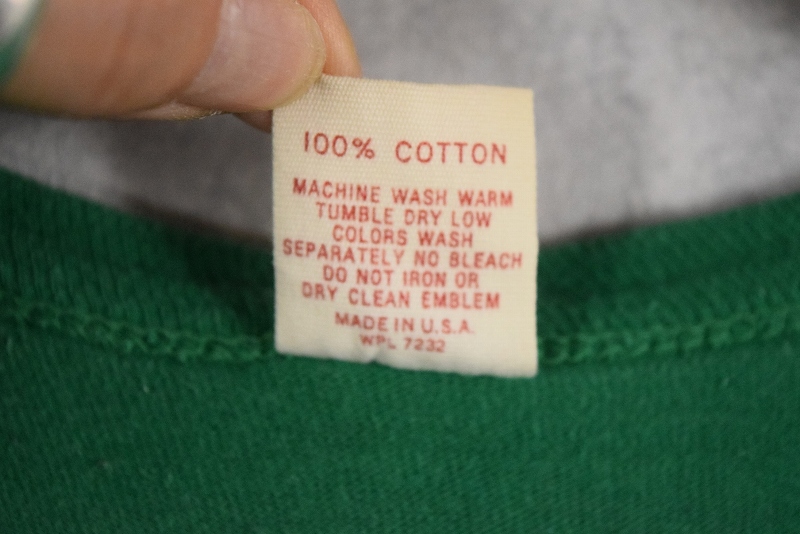 100% COTTON
MACHINE WASH WARM
TUMBLE DRY LOW
COLORS WASH
SEPARATELY NO BLEACH
DO NOT IRON OR
DRY CLEAN EMBLEM
MADE IN U.S.A.
WPL 7232